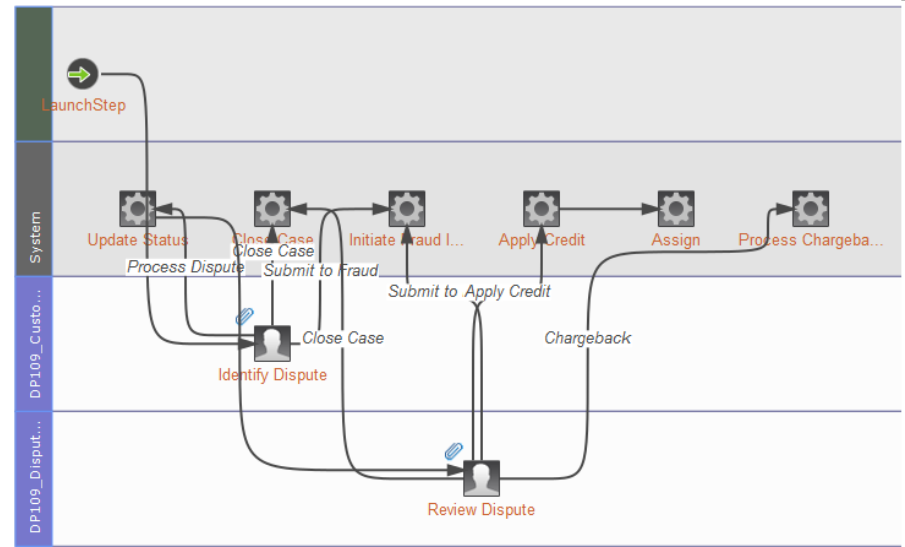 LaunchStep
System
Update Status
Close Case
Initiate Fraud I...
Apply Credit
Assign
Process Chargeba...
Close Case
Process Dispute
Submit to Fraud
Submit to
Apply Credit
DP109_Custo...
Close Case
Chargeback
Identify Dispute
DP109_Disput...
Review Dispute